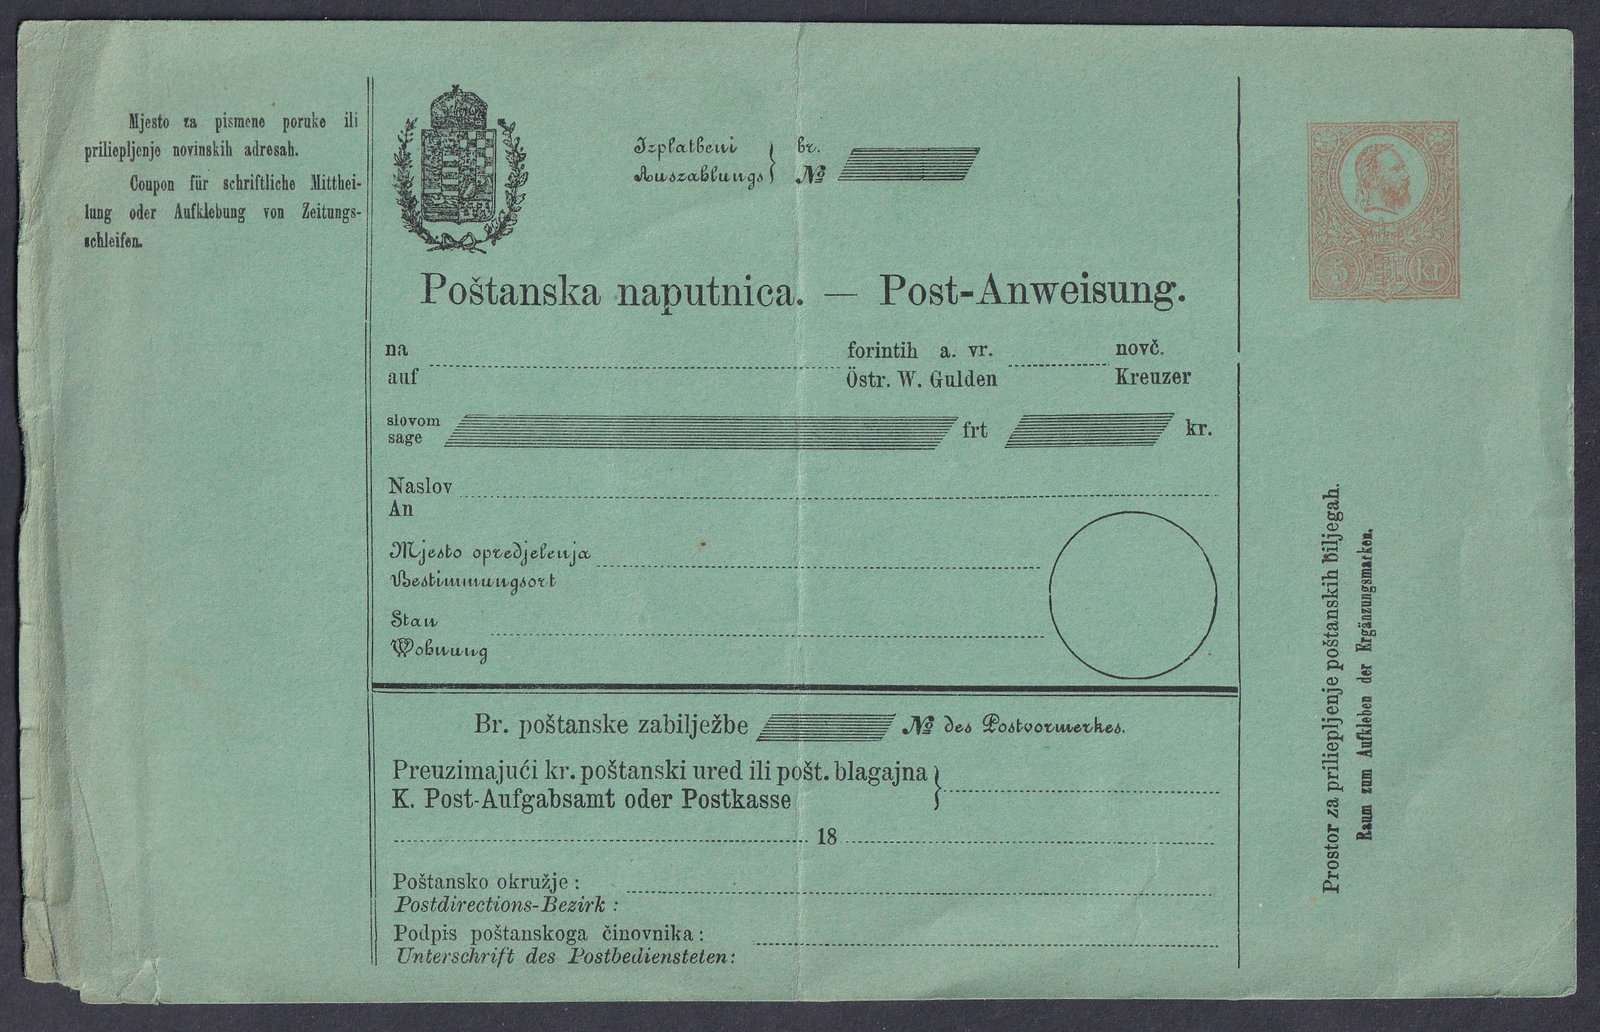 Mjesto za pismene poruke ili
priliepljenje novinskih adresah.
Coupon für schriftliche Mitthei-
lung oder Aufklebung von Zeitungs-
schleifen.
Izplatbeni br.
Auszahlungs № 
Poštanska naputnica. — Post-Anweisung.
na forintih a. vr. novč.
auf Östr. W. Gulden Kreuzer
slovom
sage frt kr.
Naslov
An
Mjesto opredjelenja
Bestimmungsort
Stan
Wohnung
Br. poštanske zabilježbe № des Postvormerkes.
Preuzimajući kr. poštanski ured ili pošt. blagajna
K. Post-Aufgabsamt oder Postkasse
18
Poštansko okružje :
Postdirections-Bezirk :
Podpis poštanskoga činovnika :
Unterschrift des Postbediensteten :
5 kr
Prostor za priliepljenje poštanskih biljegah.
Raum zum Aufkleben der Ergänzungsmarken.